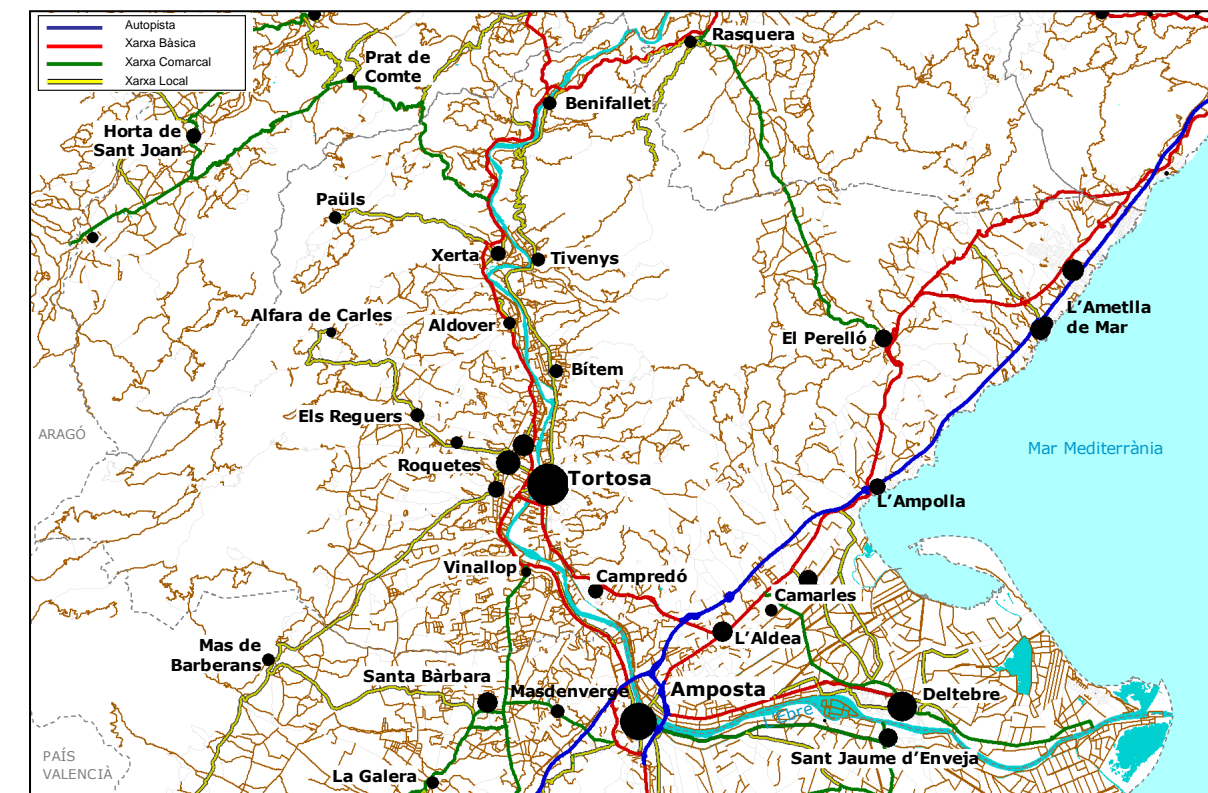 Autopista
Xarxa Bàsica
Xarxa Comarcal
Xarxa Local
Rasquera
Prat de
Comte
Benifallet
Horta de
Sant Joan
Paüls
Xerta
Tivenys
Alfara de Carles
Aldover
L'Ametlla
de Mar
El Perelló
Bítem
Els Reguers
ARAGÓ
Mar Mediterrània
Roquetes
Tortosa
L'Ampolla
Vinallop
Campredó
Camarles
L'Aldea
Mas de
Barberans
Santa Bàrbara
Masdenverge
Amposta
Deltebre
L'Ebre
Sant Jaume d'Enveja
PAÍS
VALENCIÀ
La Galera